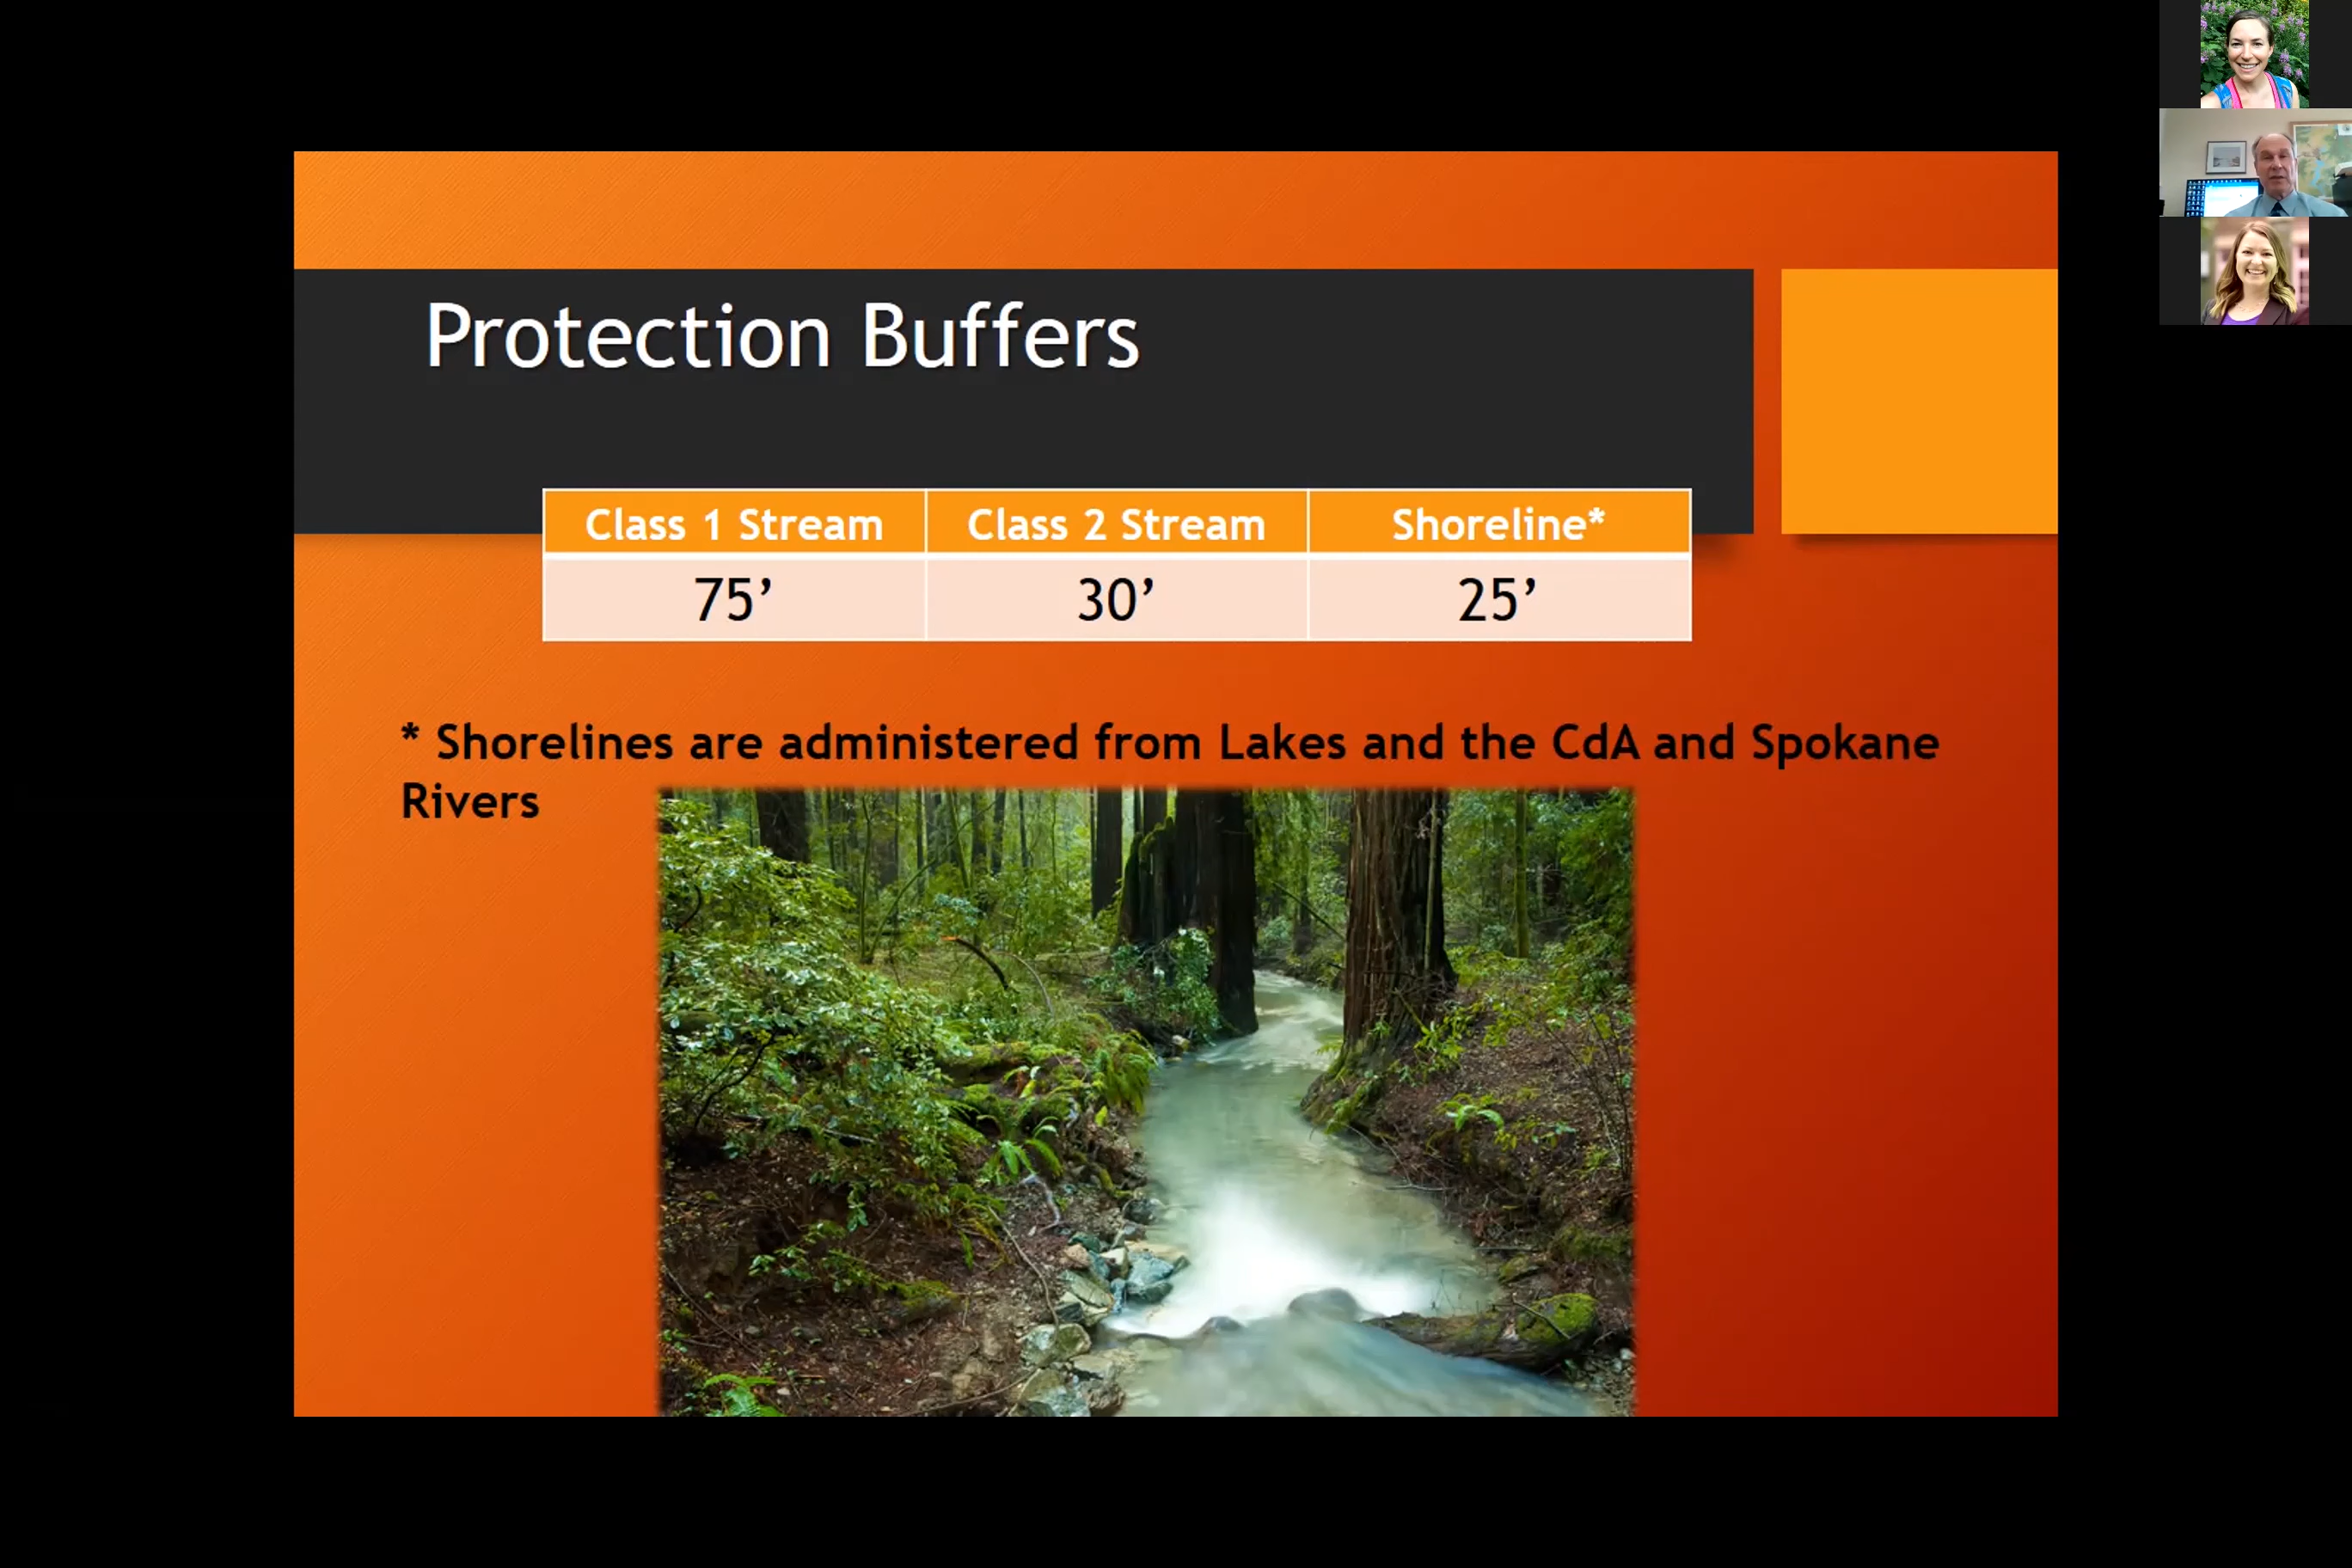 Protection Buffers
Class 1 Stream Class 2 Stream Shoreline*
75’ 30’ 25’
* Shorelines are administered from Lakes and the CdA and Spokane
Rivers